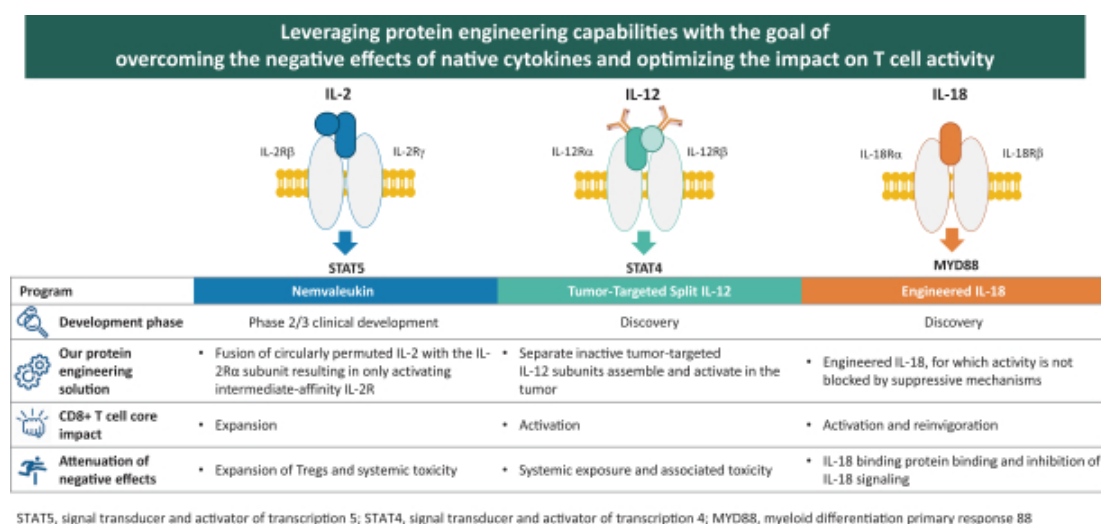 Leveraging protein engineering capabilities with the goal of
overcoming the negative effects of native cytokines and optimizing the impact on T cell activity
IL-2
IL-12
IL-18
IL-2Rβ
IL-2Rγ
IL-12Rα
IL-12Rβ
IL-18Rα
IL-18Rβ
STAT5
STAT4
MYD88
Program
Nemvaleukin
Tumor-Targeted Split IL-12
Engineered IL-18
Development phase
Phase 2/3 clinical development
Discovery
Discovery
Our protein
engineering
solution
• Fusion of circularly permuted IL-2 with the IL-
2Rα subunit resulting in only activating
intermediate-affinity IL-2R
• Separate inactive tumor-targeted
IL-12 subunits assemble and activate in the
tumor
• Engineered IL-18, for which activity is not
blocked by suppressive mechanisms
CD8+ T cell core
impact
• Expansion
• Activation
• Activation and reinvigoration
Attenuation of
negative effects
• Expansion of Tregs and systemic toxicity
• Systemic exposure and associated toxicity
• IL-18 binding protein binding and inhibition of
IL-18 signaling
STAT5, signal transducer and activator of transcription 5; STAT4, signal transducer and activator of transcription 4; MYD88, myeloid differentiation primary response 88